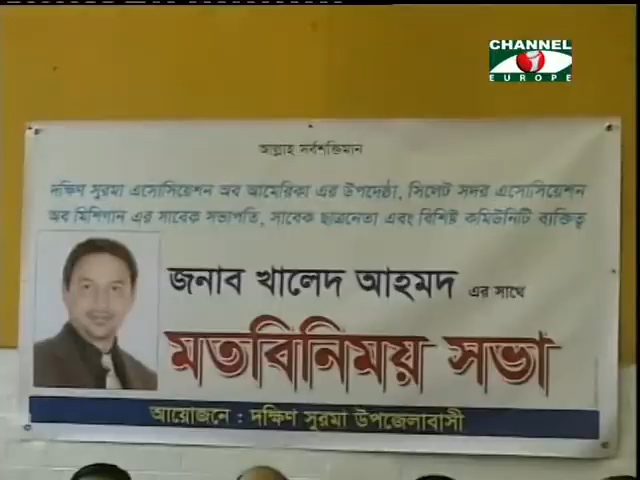 CHANNEL i
EUROPE
আল্লাহ সর্বশক্তিমান
দক্ষিণ সুরমা এসোসিয়েশন অব আমেরিকা এর উপদেষ্ঠা, সিলেট সদর এসোসিয়েশন
অব মিশিগান এর সাবেক সভাপতি, সাবেক ছাত্রনেতা এবং বিশিষ্ট কমিউনিটি ব্যক্তিত্ব
জনাব খালেদ আহমদ এর সাথে
মতবিনিময় সভা
আয়োজনে : দক্ষিণ সুরমা উপজেলাবাসী